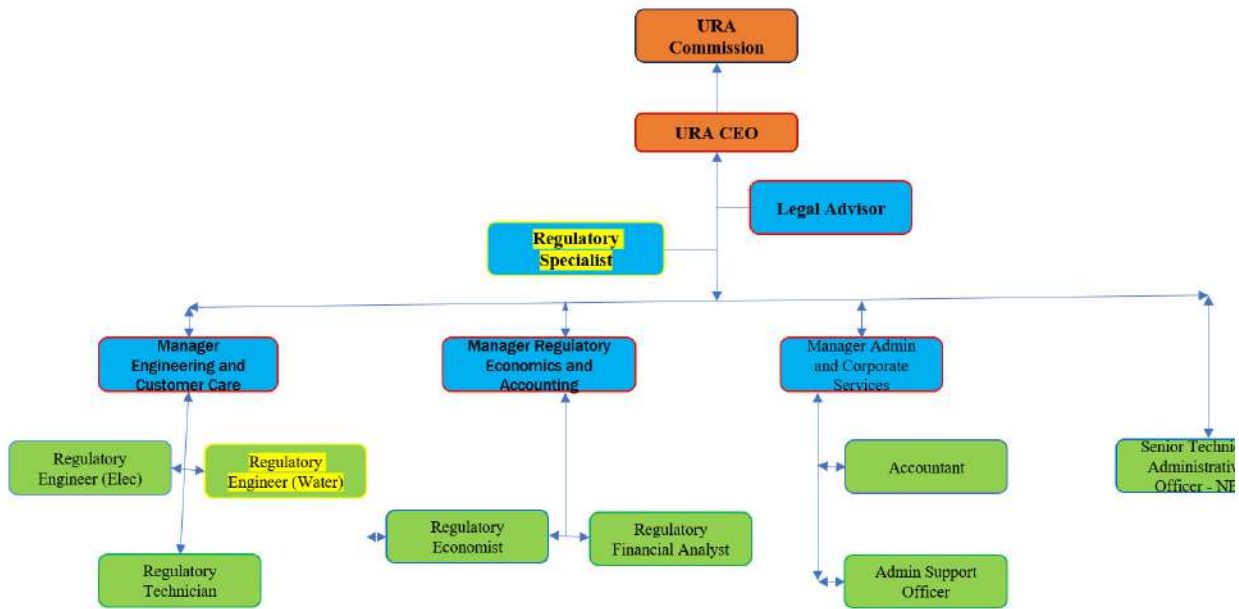 URA
Commission
URA CEO
Legal Advisor
Regulatory
Specialist
Manager
Engineering and
Customer Care
Manager Regulatory
Economics and
Accounting
Manager Admin
and Corporate
Services
Regulatory
Engineer (Elec)
Regulatory
Engineer (Water)
Accountant
Senior
Officer -
Regulatory
Economist
Regulatory
Financial Analyst
Regulatory
Technician
Admin Support
Officer